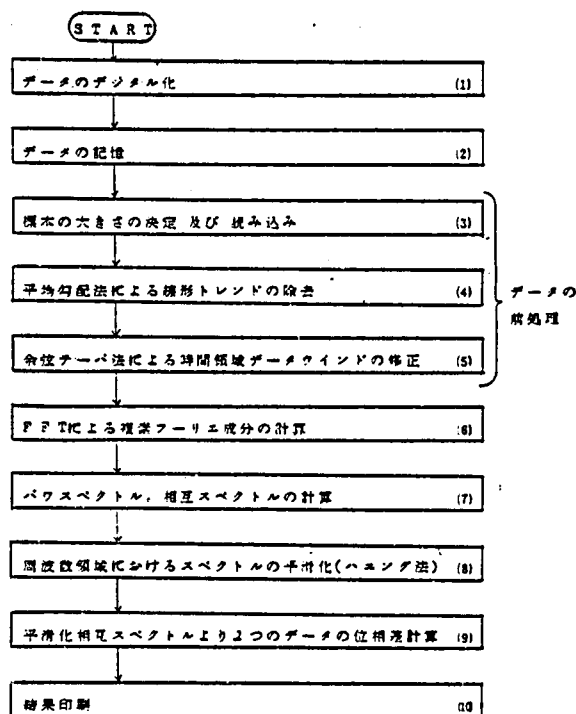 START
データのデジタル化 (1)
データの記憶 (2)
標本の大きさの決定 及び 読み込み (3)
平均勾配法による線形トレンドの除去 (4)
データの
前処理
余弦テーパ法による時間領域データウインドの修正 (5)
FFTによる複素フーリエ成分の計算 (6)
パワスペクトル, 相互スペクトルの計算 (7)
周波数領域におけるスペクトルの平滑化(ハニング法) (8)
平滑化相互スペクトルより2つのデータの位相差計算 (9)
結果印刷 (10)